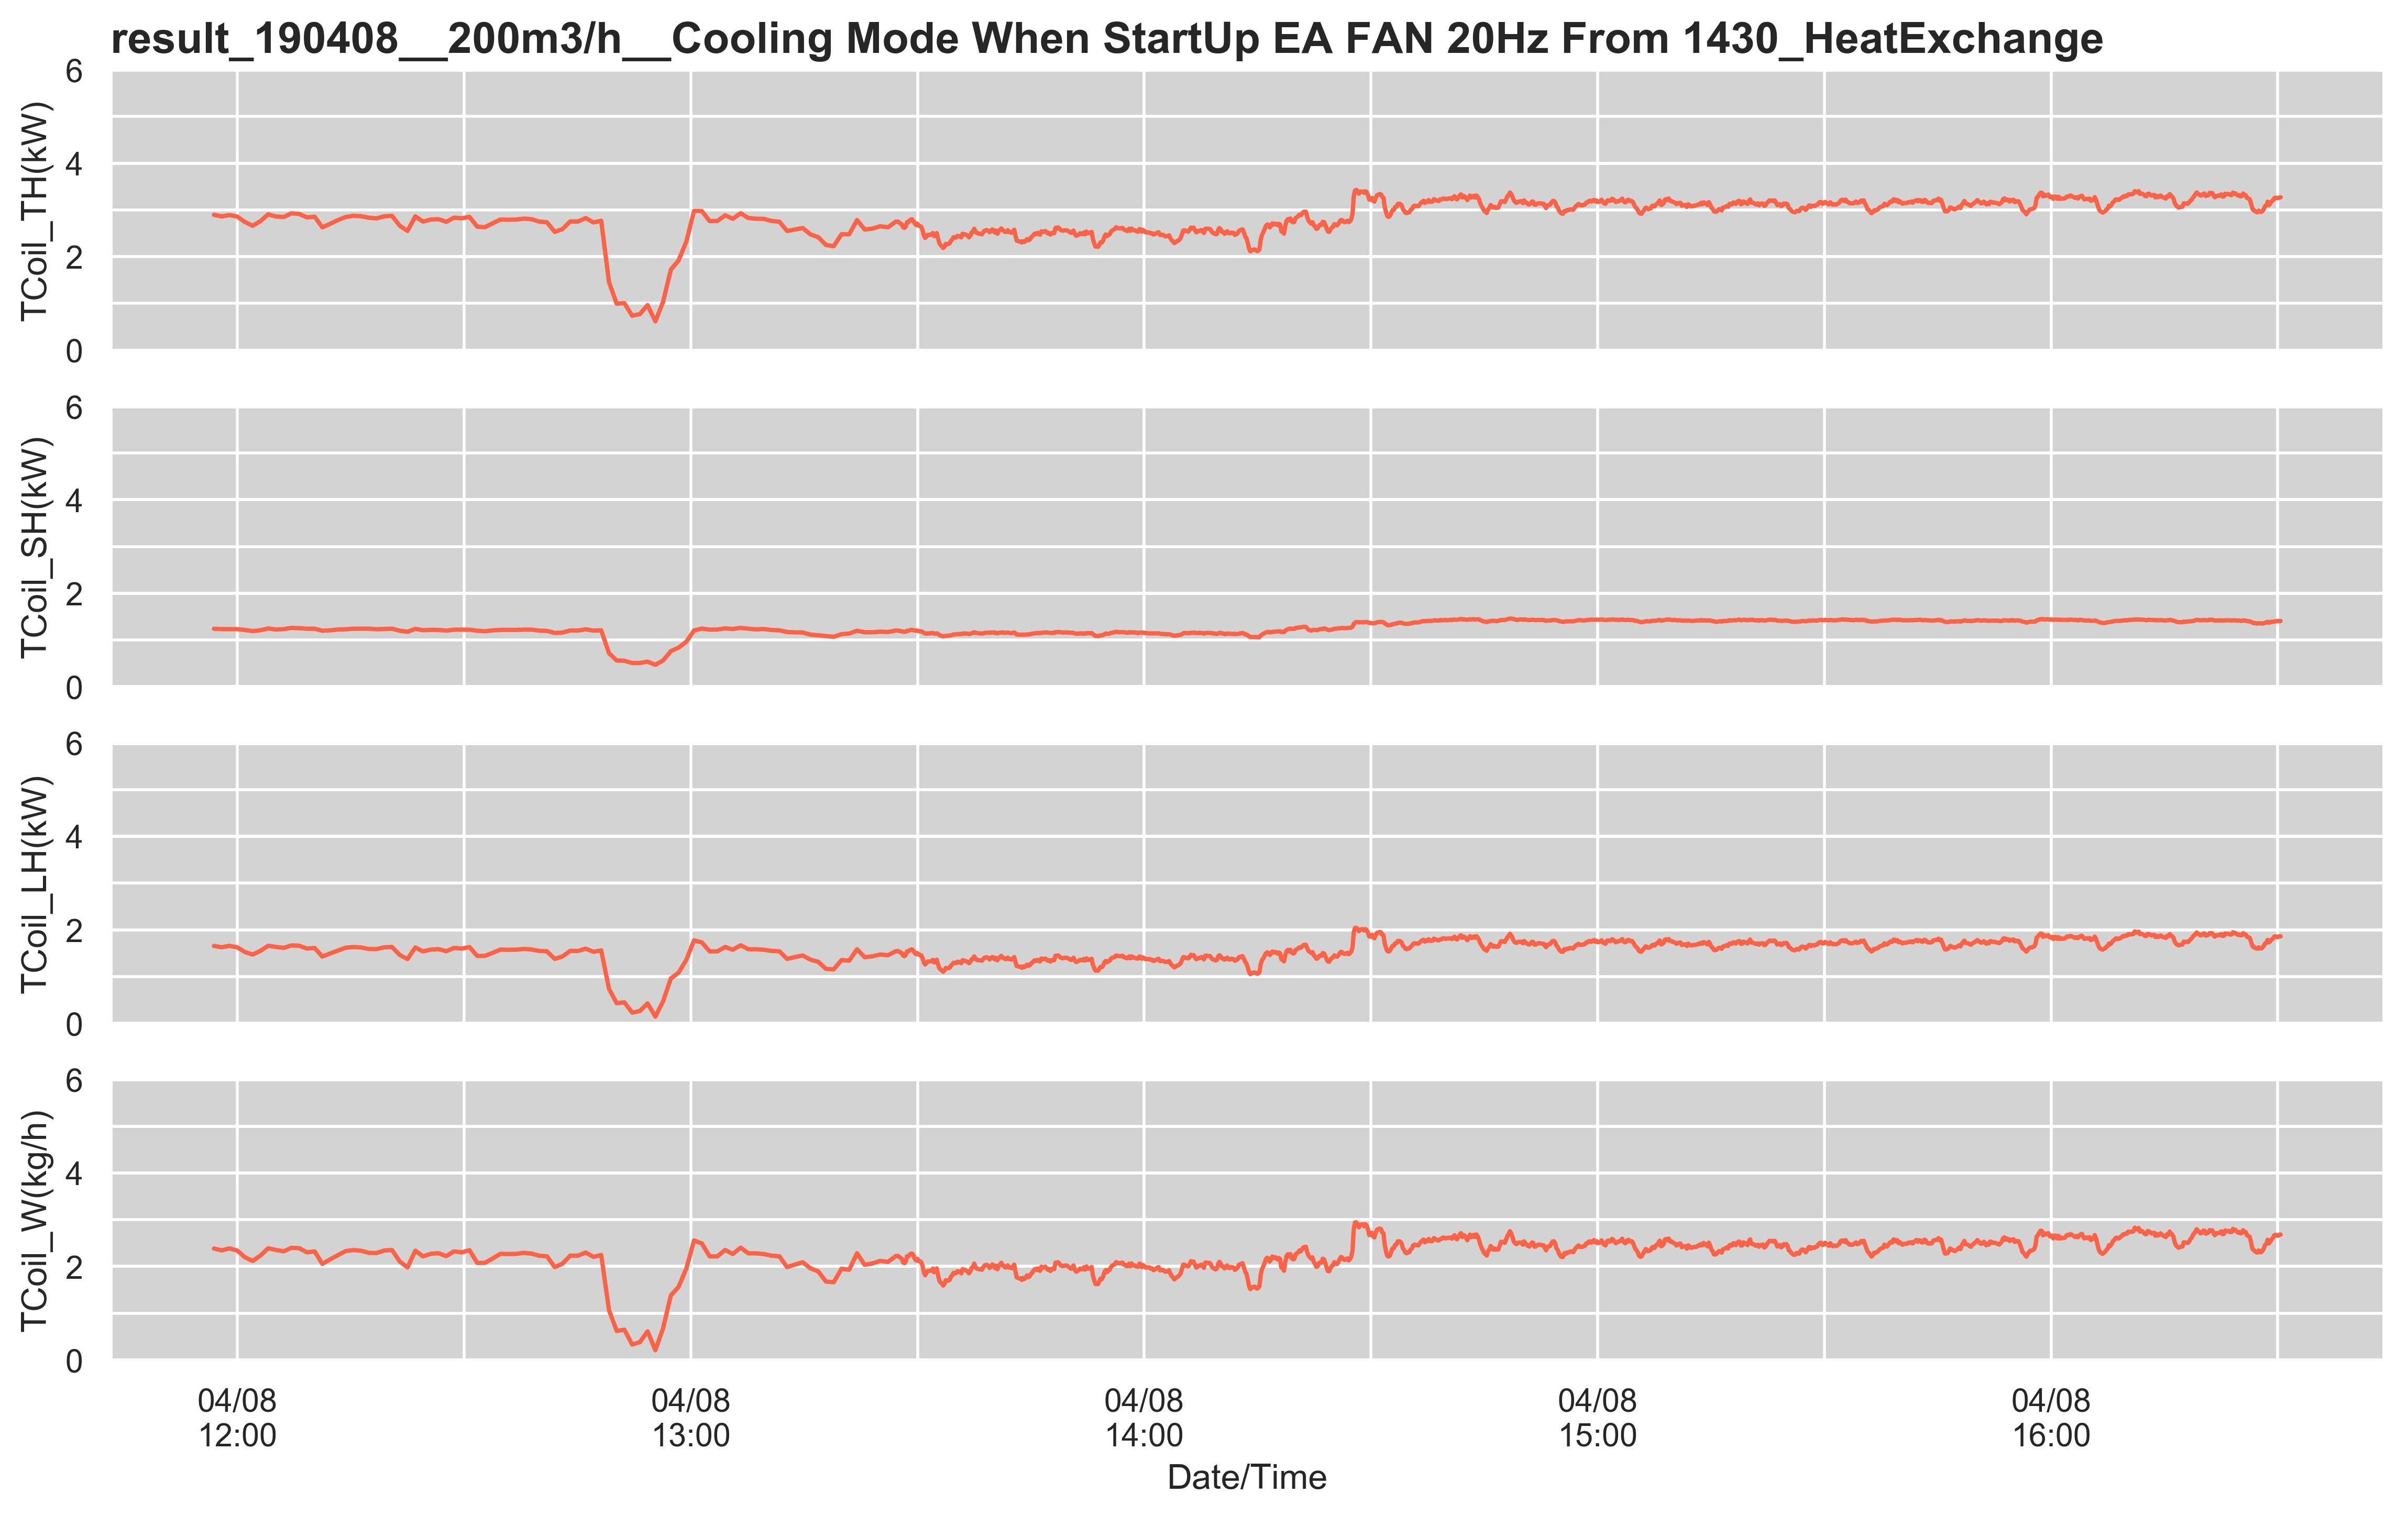 result_190408__200m3/h__Cooling Mode When StartUp EA FAN 20Hz From 1430_HeatExchange
6
4
2
0
TCoil_TH(kW)
6
4
2
0
TCoil_SH(kW)
6
4
2
0
TCoil_LH(kW)
6
4
2
0
TCoil_W(kg/h)
04/08 04/08 04/08 04/08 04/08
12:00 13:00 14:00 15:00 16:00
Date/Time